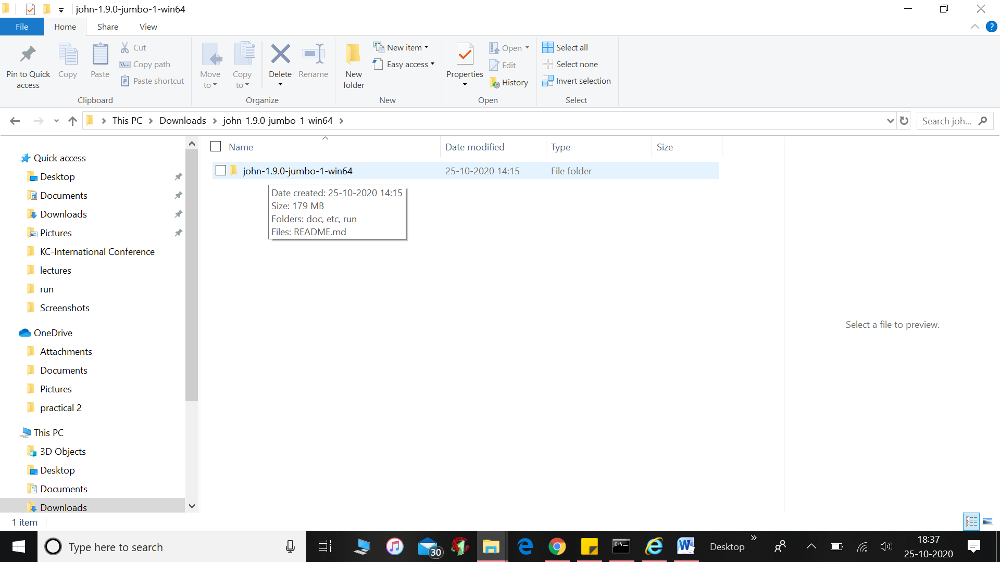 john-1.9.0-jumbo-1-win64
File Home Share View
Pin to Quick access
Copy
Paste
Cut
Copy path
Paste shortcut
Clipboard
Move to
Copy to
Delete
Rename
Organize
New folder
New item
Easy access
New
Properties
Open
Edit
History
Open
Select all
Select none
Invert selection
Select
This PC > Downloads > john-1.9.0-jumbo-1-win64 >
Search joh...
Quick access
Desktop
Documents
Downloads
Pictures
KC-International Conference
lectures
run
Screenshots
OneDrive
Attachments
Documents
Pictures
practical 2
This PC
3D Objects
Desktop
Documents
Downloads
Name Date modified Type Size
john-1.9.0-jumbo-1-win64 25-10-2020 14:15 File folder
Date created: 25-10-2020 14:15
Size: 179 MB
Folders: doc, etc, run
Files: README.md
Select a file to preview.
1 item
Type here to search
30
C:\
Desktop
18:37
25-10-2020